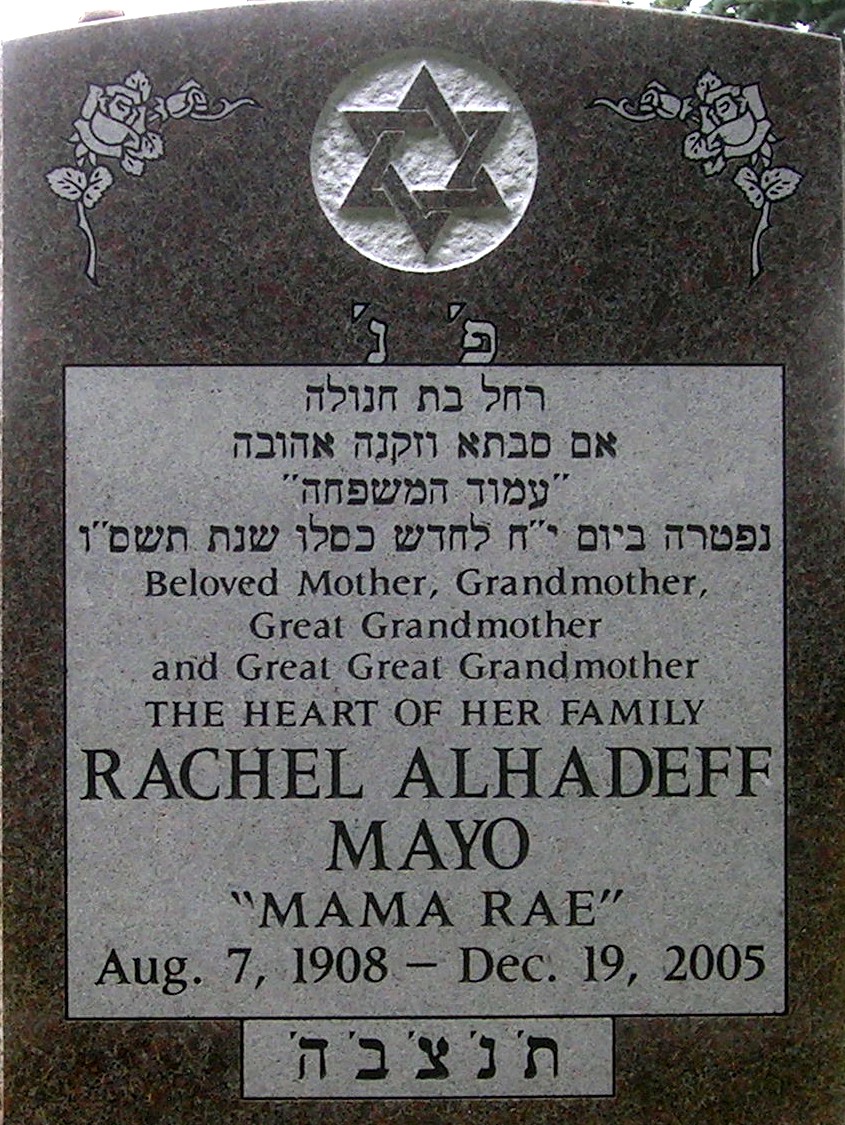 פ׳ נ׳
רחל בת חנולה
אם סבתא וזקנה אהובה
"עמוד המשפחה"
נפטרה ביום י״ח לחדש כסלו שנת תשס״ו
Beloved Mother, Grandmother,
Great Grandmother
and Great Great Grandmother
THE HEART OF HER FAMILY
RACHEL ALHADEFF
MAYO
"MAMA RAE"
Aug. 7, 1908 – Dec. 19, 2005
ת׳ נ׳ צ׳ ב׳ ה׳